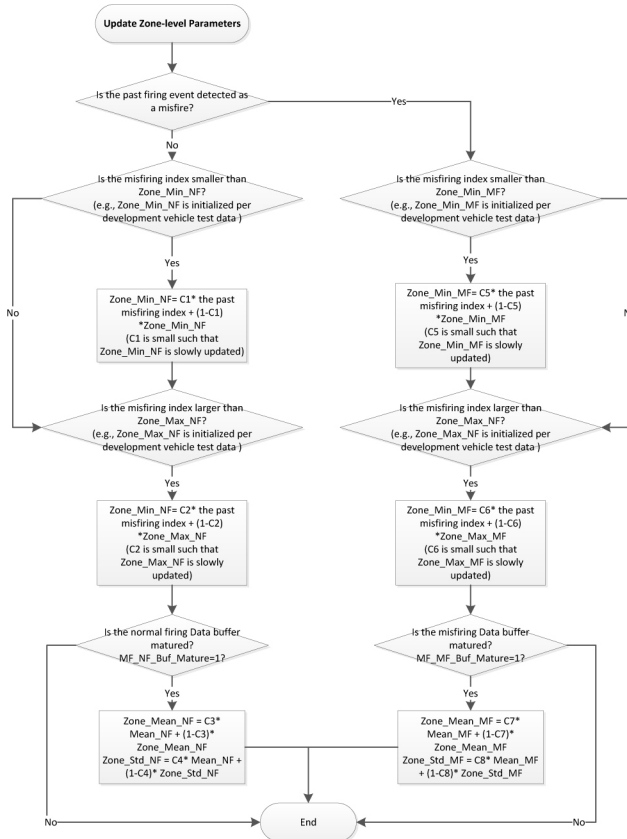 Update Zone-level Parameters
Is the past firing event detected as
a misfire?
Yes
No
Is the misfiring index smaller than
Zone_Min_NF?
(e.g., Zone_Min_NF is initialized per
development vehicle test data )
Is the misfiring index smaller than
Zone_Min_MF?
(e.g., Zone_Min_MF is initialized per
development vehicle test data )
Yes
Yes
No
Zone_Min_NF= C1* the past
misfiring index + (1-C1)
*Zone_Min_NF
(C1 is small such that
Zone_Min_NF is slowly updated)
Zone_Min_MF= C5* the past
misfiring index + (1-C5)
*Zone_Min_MF
(C5 is small such that
Zone_Min_MF is slowly
updated)
Is the misfiring index larger than
Zone_Max_NF?
(e.g., Zone_Max_NF is initialized per
development vehicle test data )
Is the misfiring index larger than
Zone_Max_NF?
(e.g., Zone_Max_NF is initialized per
development vehicle test data )
Yes
Yes
Zone_Min_NF= C2* the past
misfiring index + (1-C2)
*Zone_Max_NF
(C2 is small such that
Zone_Max_NF is slowly
updated)
Zone_Min_MF= C6* the past
misfiring index + (1-C6)
*Zone_Max_MF
(C6 is small such that
Zone_Max_MF is slowly
updated)
Is the normal firing Data buffer
matured?
MF_NF_Buf_Mature=1?
Is the misfiring Data buffer
matured?
MF_MF_Buf_Mature=1?
Yes
Yes
Zone_Mean_NF = C3*
Mean_NF + (1-C3)*
Zone_Mean_NF
Zone_Std_NF = C4* Mean_NF +
(1-C4)* Zone_Std_NF
Zone_Mean_MF = C7*
Mean_MF + (1-C7)*
Zone_Mean_MF
Zone_Std_MF = C8* Mean_MF
+ (1-C8)* Zone_Std_MF
No
End
No